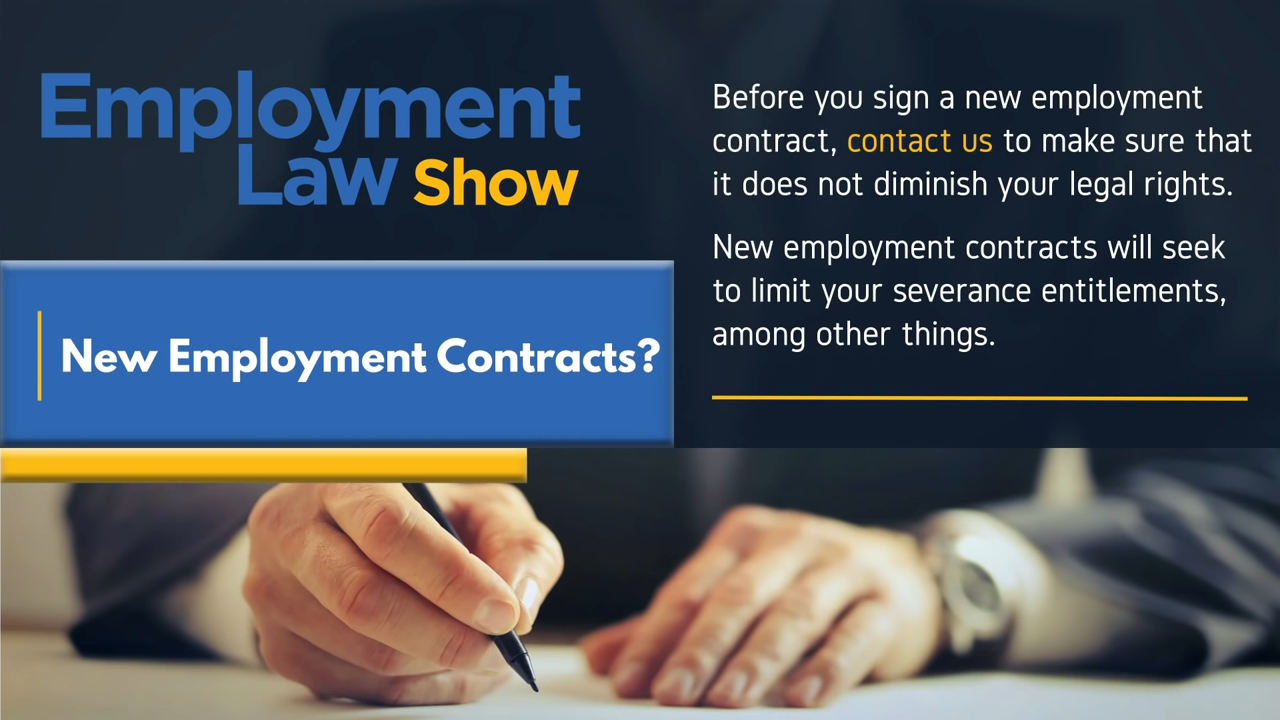 Employment
Law Show
New Employment Contracts?
Before you sign a new employment
contract, contact us to make sure that
it does not diminish your legal rights.
New employment contracts will seek
to limit your severance entitlements,
among other things.